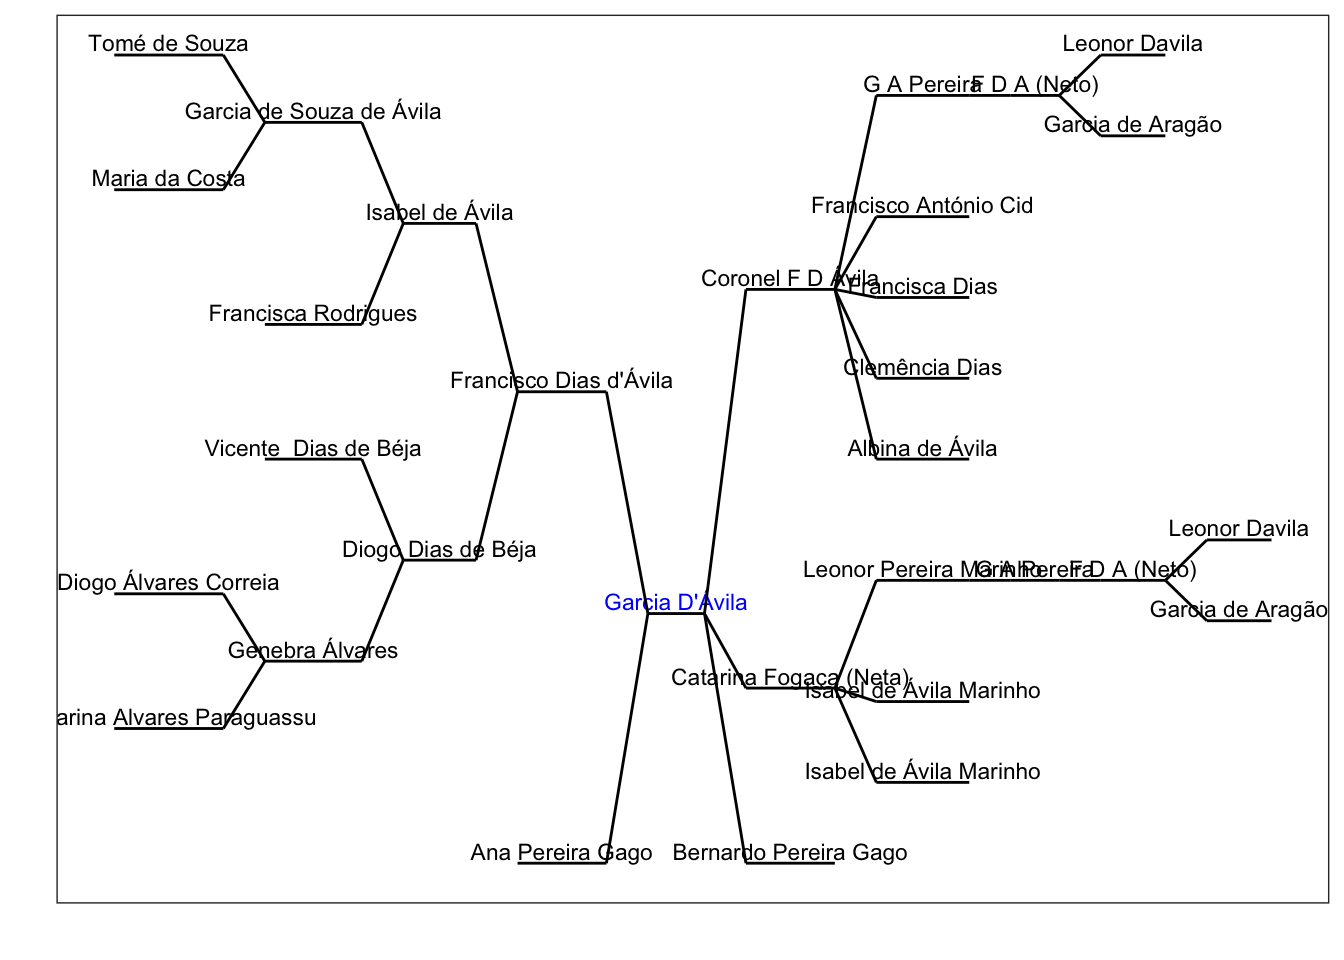 Tomé de Souza
Garcia de Souza de Ávila
Maria da Costa
Isabel de Ávila
Francisca Rodrigues
Francisco Dias d'Ávila
Vicente  Dias de Béja
Diogo Dias de Béja
Diogo Álvares Correia
Genebra Álvares
arina Alvares Paraguassu
Ana Pereira Gago
Garcia D'Ávila
Coronel F D Ávila
G A Pereira
F D A (Neto)
Leonor Davila
Garcia de Aragão
Francisco António Cid
Francisca Dias
Clemência Dias
Albina de Ávila
Catarina Fogaça (Neta)
Leonor Pereira Marinho
G A Pereira
F D A (Neto)
Leonor Davila
Garcia de Aragão
Isabel de Ávila Marinho
Isabel de Ávila Marinho
Bernardo Pereira Gago